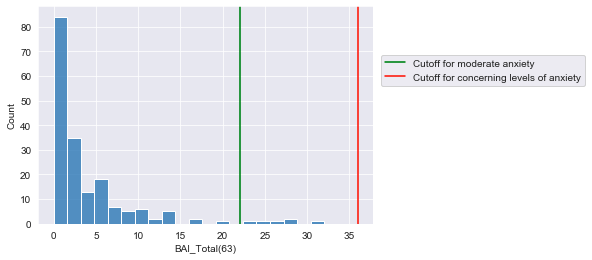 80
70
60
50
40
30
20
10
0
Count
0 5 10 15 20 25 30 35
BAI_Total(63)
Cutoff for moderate anxiety
Cutoff for concerning levels of anxiety